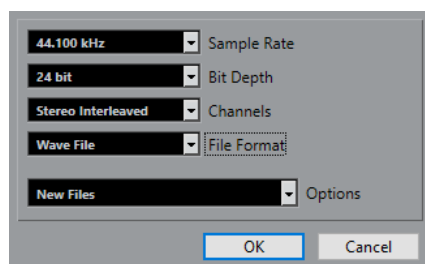 44.100 kHz Sample Rate
24 bit Bit Depth
Stereo Interleaved Channels
Wave File File Format
New Files Options
OK Cancel